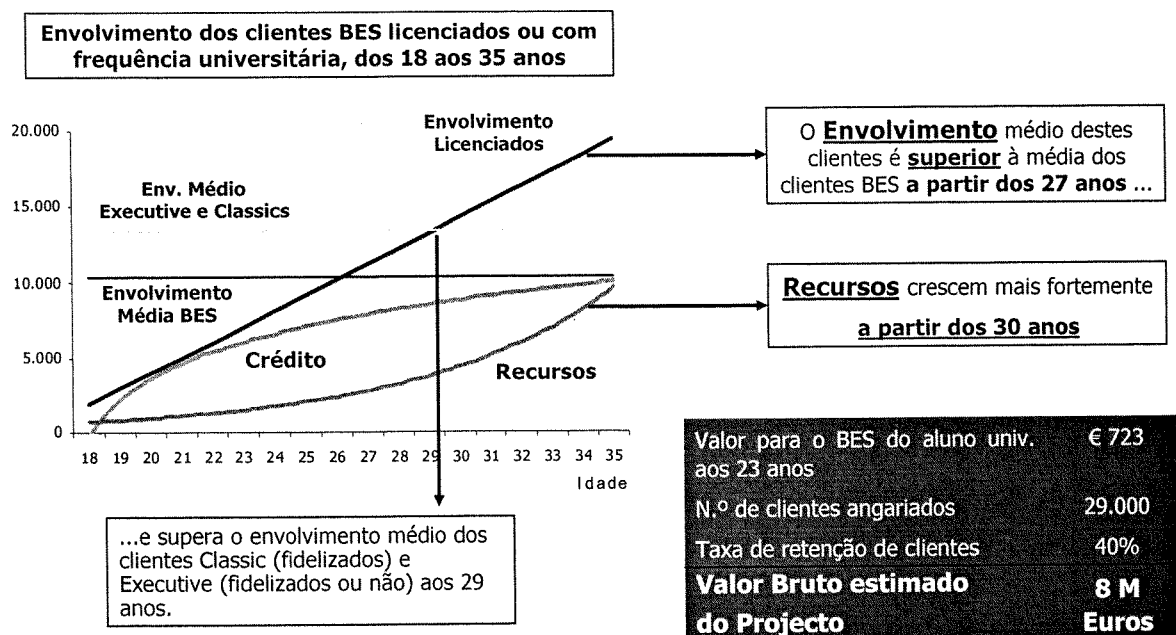 Envolvimento dos clientes BES licenciados ou com
frequência universitária, dos 18 aos 35 anos
20.000
15.000
10.000
5.000
0
Envolvimento
Licenciados
Env. Médio
Executive e Classics
Envolvimento
Média BES
Crédito
Recursos
18 19 20 21 22 23 24 25 26 27 28 29 30 31 32 33 34 35
Idade
O Envolvimento médio destes
clientes é superior à média dos
clientes BES a partir dos 27 anos ...
Recursos crescem mais fortemente
a partir dos 30 anos
...e supera o envolvimento médio dos
clientes Classic (fidelizados) e
Executive (fidelizados ou não) aos 29
anos.
Valor para o BES do aluno univ. € 723
aos 23 anos
N.º de clientes angariados 29.000
Taxa de retenção de clientes 40%
Valor Bruto estimado 8 M
do Projecto Euros